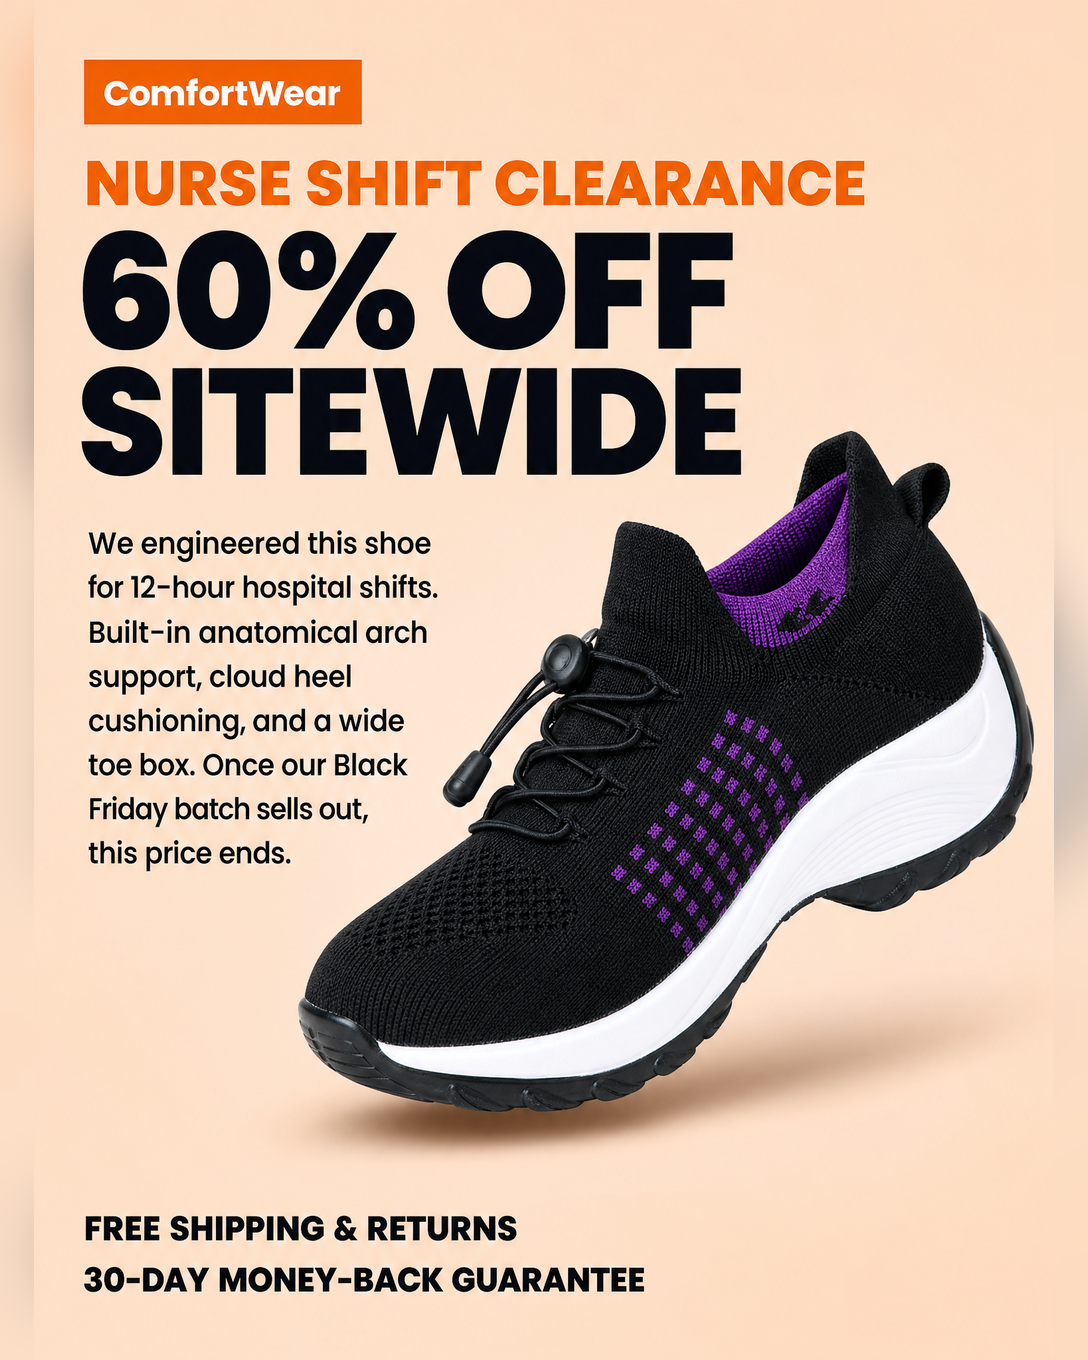 ComfortWear
NURSE SHIFT CLEARANCE
60% OFF
SITEWIDE
We engineered this shoe
for 12-hour hospital shifts.
Built-in anatomical arch
support, cloud heel
cushioning, and a wide
toe box. Once our Black
Friday batch sells out,
this price ends.
FREE SHIPPING & RETURNS
30-DAY MONEY-BACK GUARANTEE